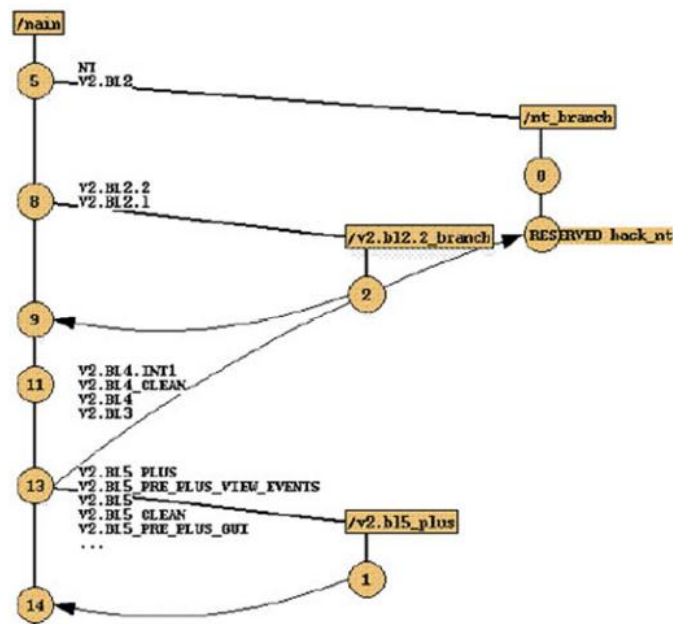 /main
5
NT
V2.BL2
/nt_branch
0
8
V2.BL2.2
V2.BL2.1
/v2.bl2.2_branch
RESERVED hack_nt
2
9
11
V2.BL4.INT1
V2.BL4_CLEAN
V2.BL4
V2.BL3
13
V2.BL5_PLUS
V2.BL5_PRE_PLUS_VIEW_EVENTS
V2.BL5
V2.BL5_CLEAN
V2.BL5_PRE_PLUS_GUI
...
/v2.bl5_plus
1
14